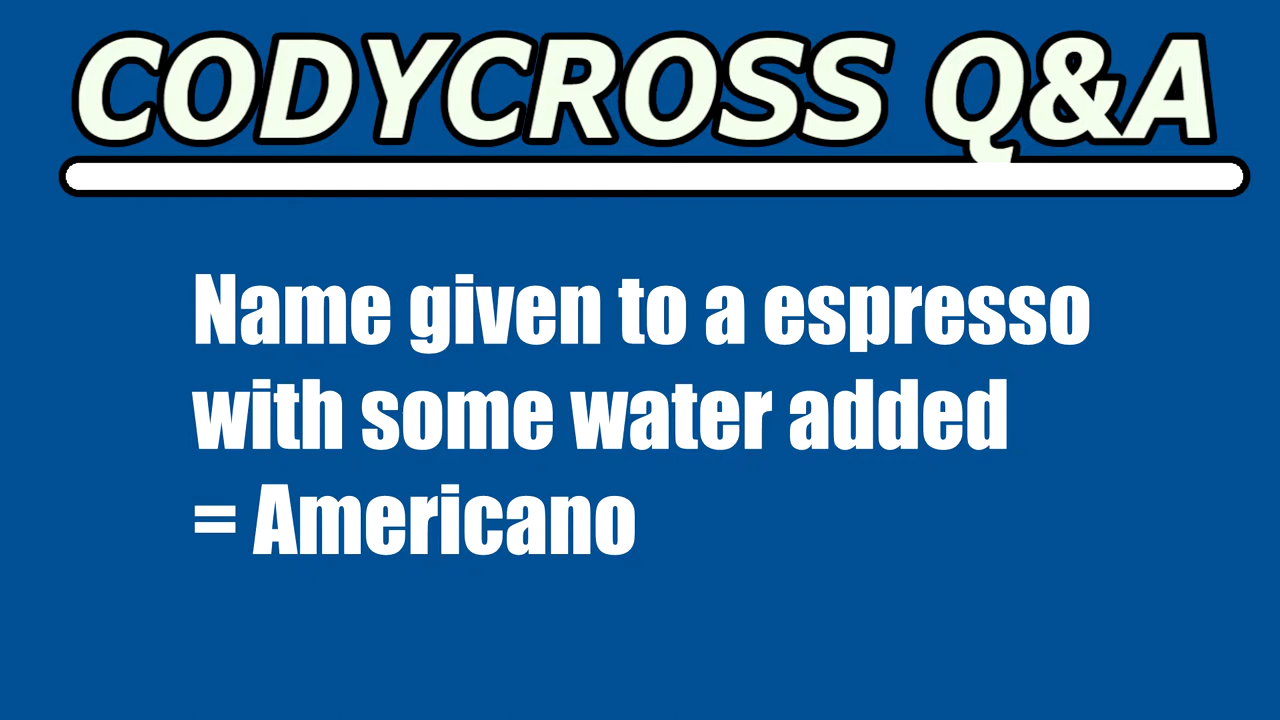 CODYCROSS Q&A
Name given to a espresso
with some water added
= Americano